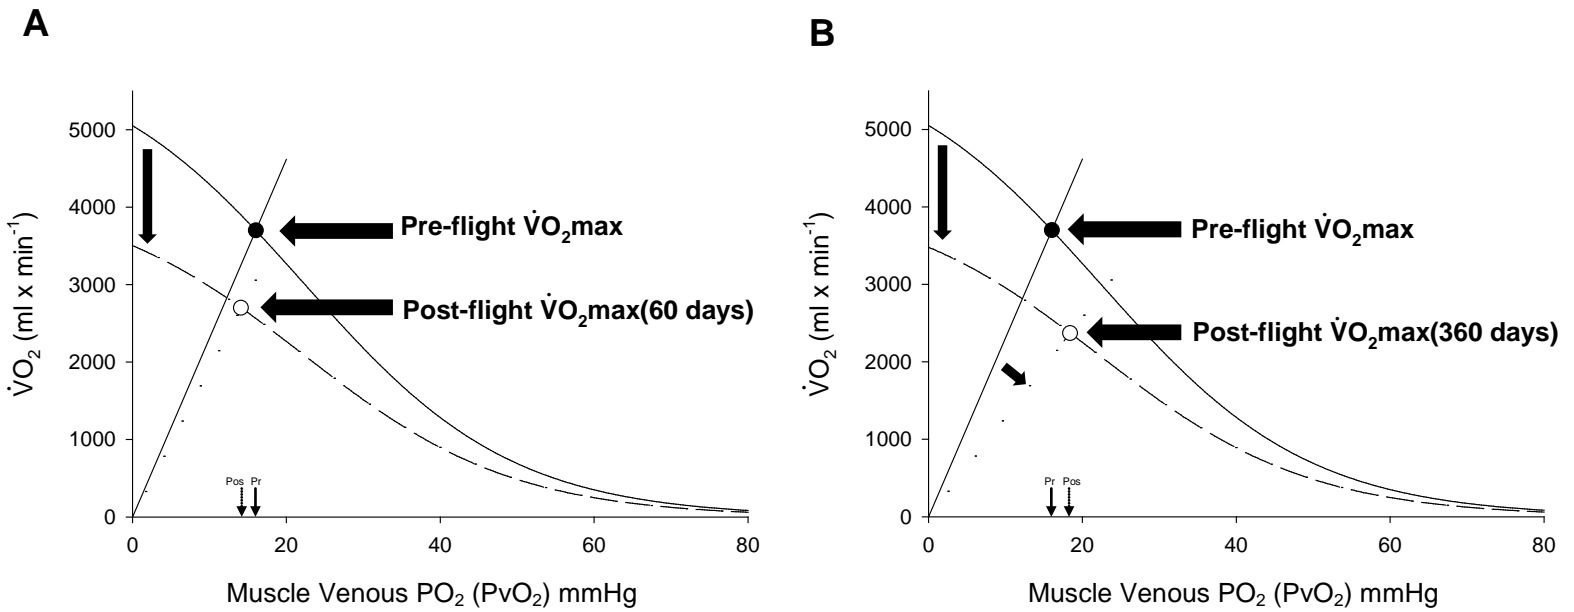 A
5000
4000
3000
2000
1000
0
V̇O₂ (ml x min⁻¹)
Pre-flight V̇O₂max
Post-flight V̇O₂max(60 days)
Pos Pr
0 20 40 60 80
Muscle Venous PO₂ (PvO₂) mmHg
B
5000
4000
3000
2000
1000
0
V̇O₂ (ml x min⁻¹)
Pre-flight V̇O₂max
Post-flight V̇O₂max(360 days)
Pr Pos
0 20 40 60 80
Muscle Venous PO₂ (PvO₂) mmHg